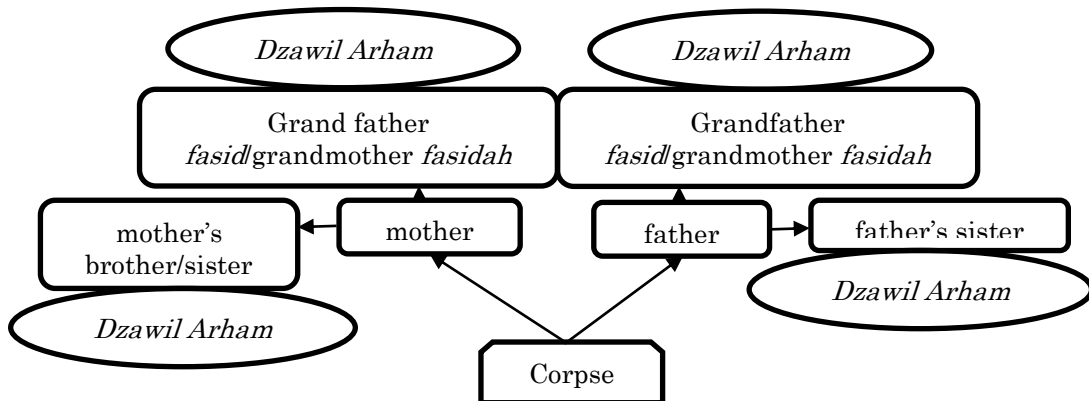 Dzawil Arham
Dzawil Arham
Grand father
fasid/grandmother fasidah
Grandfather
fasid/grandmother fasidah
mother's
brother/sister
mother
father
father's sister
Dzawil Arham
Dzawil Arham
Corpse